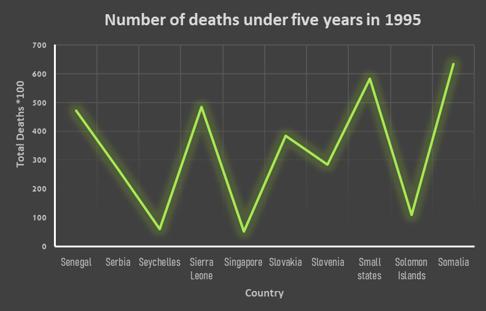 Number of deaths under five years in 1995
Total Deaths *100
700
600
500
400
300
200
100
0
Senegal
Serbia
Seychelles
Sierra
Leone
Singapore
Slovakia
Slovenia
Small
states
Solomon
Islands
Somalia
Country